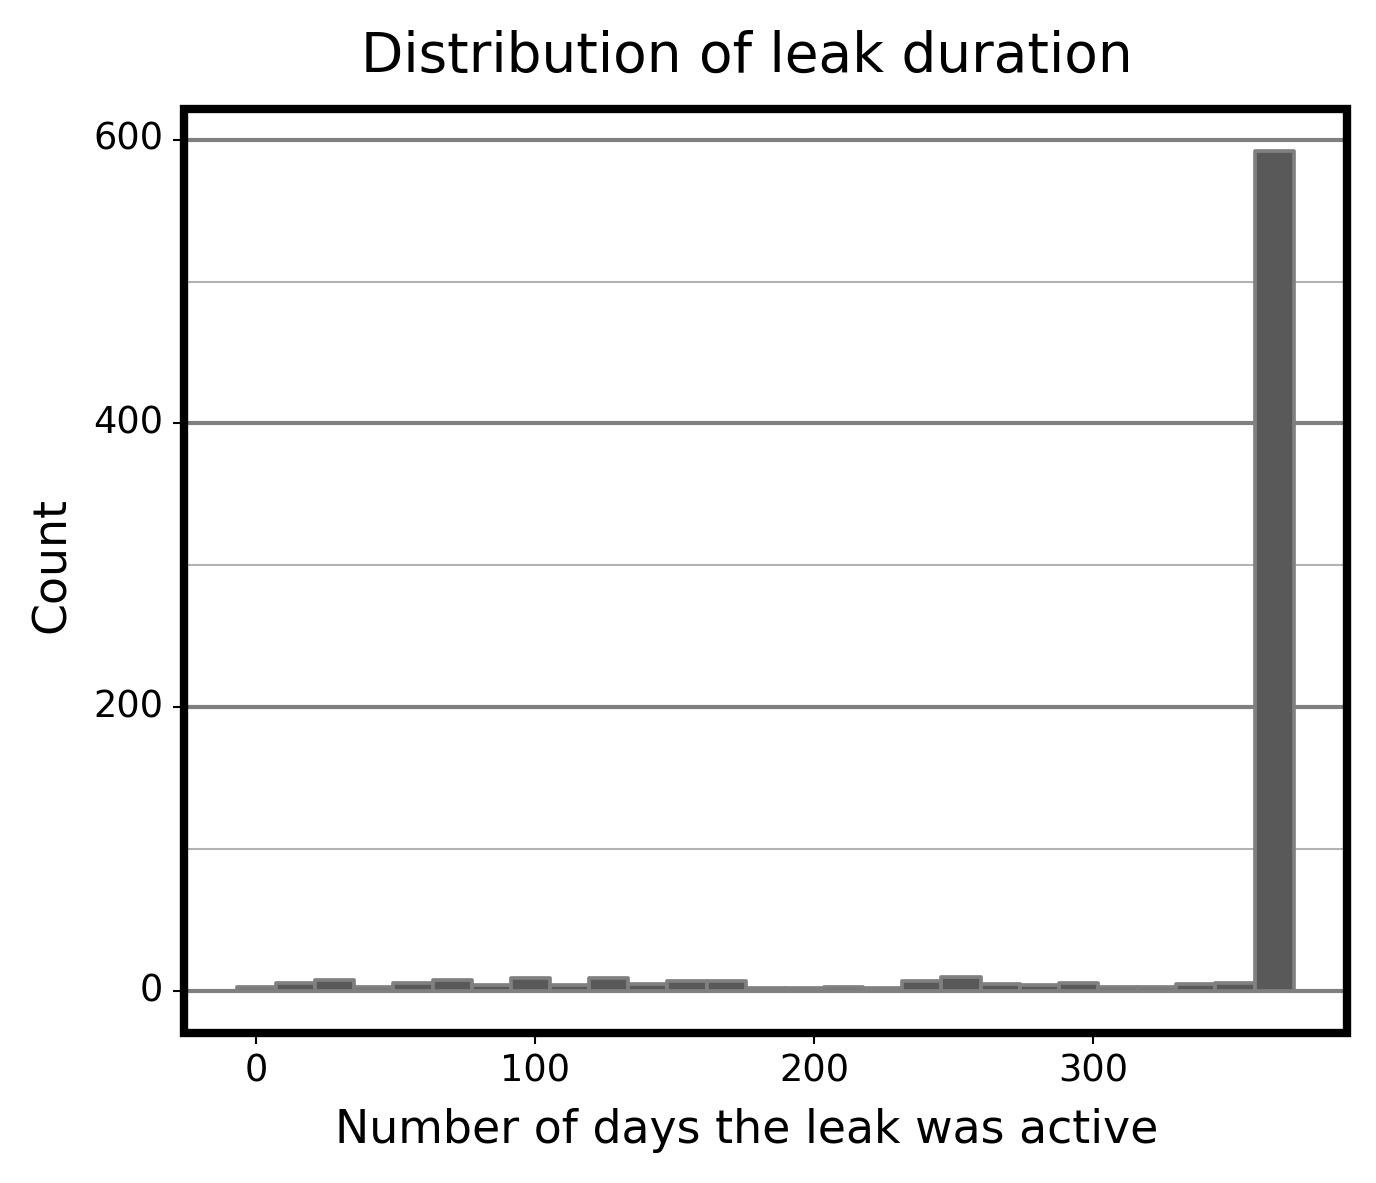 Distribution of leak duration
600
400
200
0
Count
0 100 200 300
Number of days the leak was active